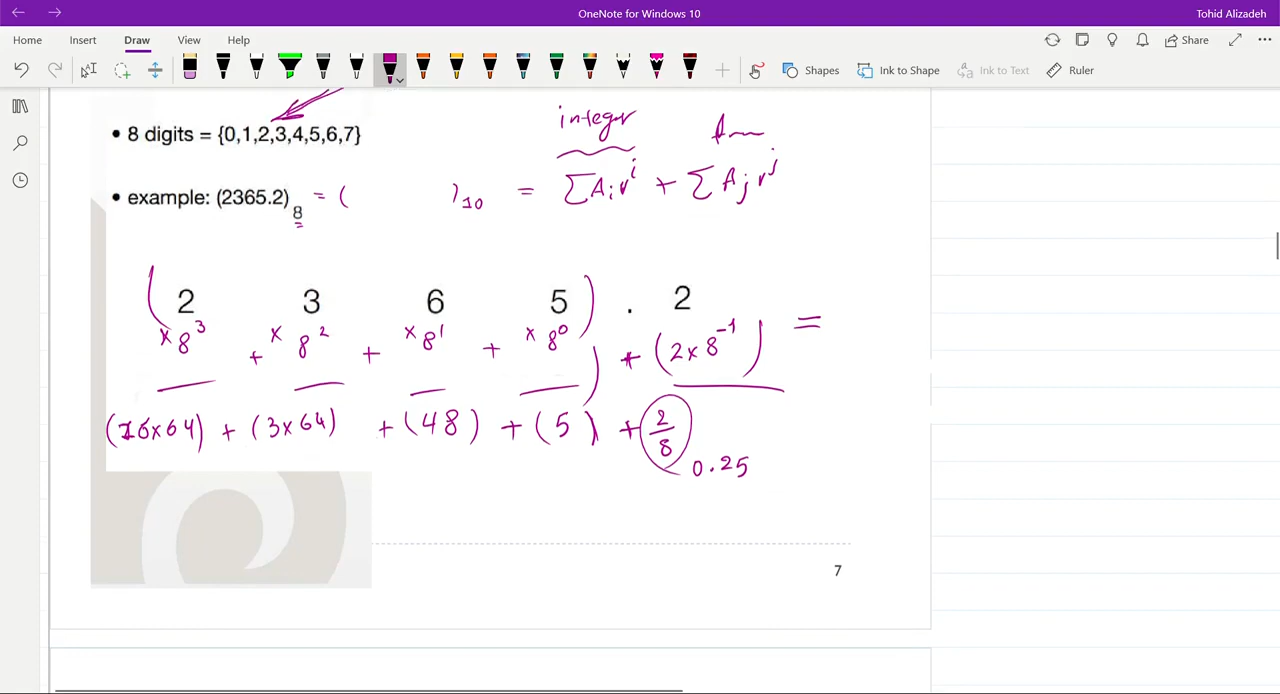 OneNote for Windows 10
Tohid Alizadeh
Home Insert Draw View Help
Share
Shapes Ink to Shape Ink to Text Ruler
integer
• 8 digits = {0,1,2,3,4,5,6,7}
• example: (2365.2)₈ = ( )₁₀ = ΣAᵢrⁱ + ΣAⱼrʲ
(2 3 6 5) . 2
×8³ + ×8² + ×8¹ + ×8⁰) + (2×8⁻¹) =
(16×64) + (3×64) + (48) + (5) + 2/8
0.25
7